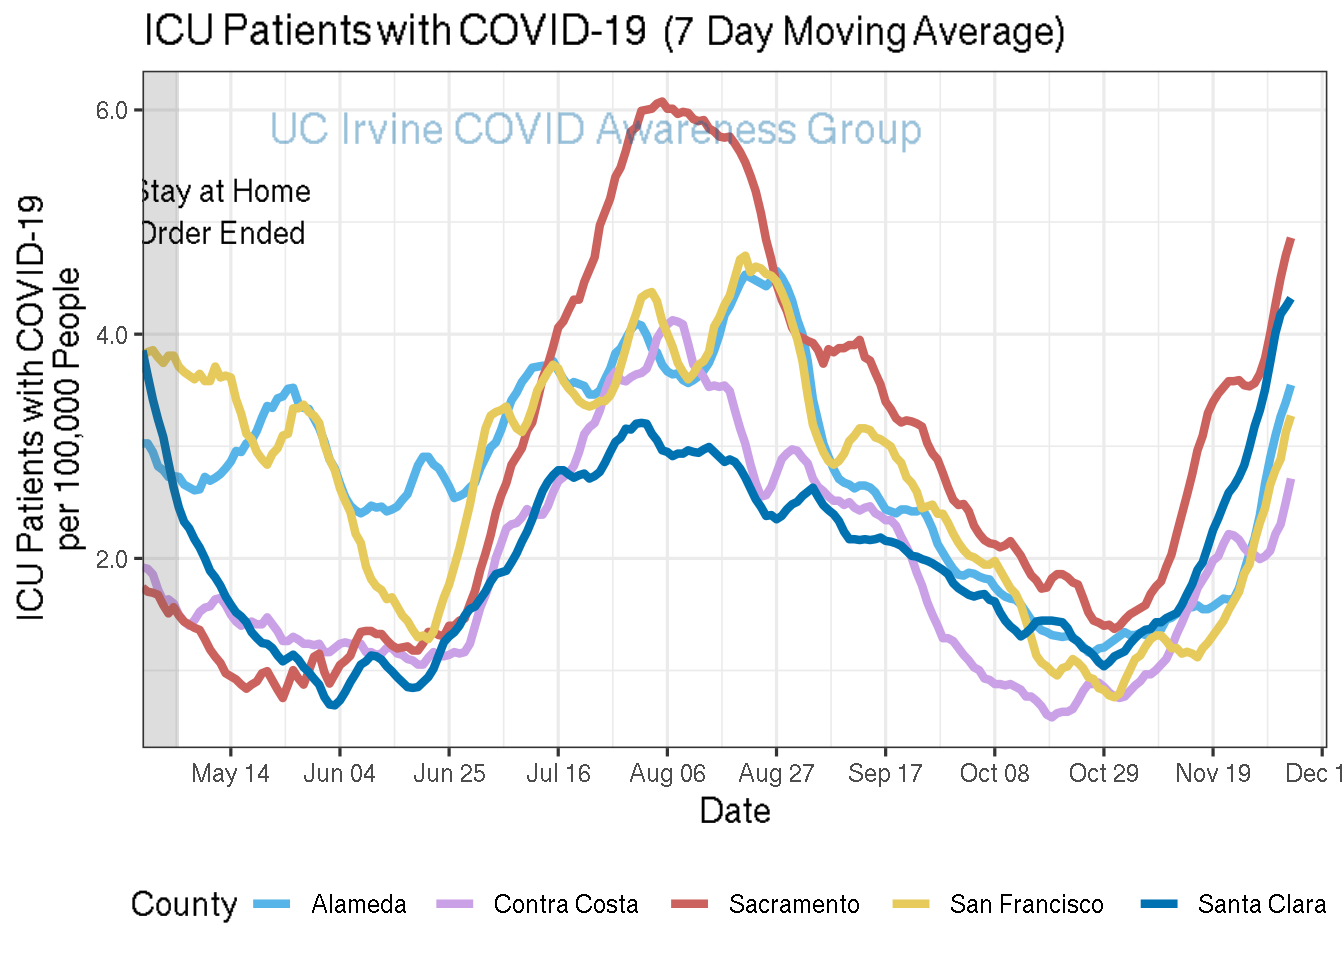 ICU Patients with COVID-19 (7 Day Moving Average)
UC Irvine COVID Awareness Group
Stay at Home
Order Ended
6.0
4.0
2.0
ICU Patients with COVID-19
per 100,000 People
May 14 Jun 04 Jun 25 Jul 16 Aug 06 Aug 27 Sep 17 Oct 08 Oct 29 Nov 19 Dec 1
Date
County Alameda Contra Costa Sacramento San Francisco Santa Clara